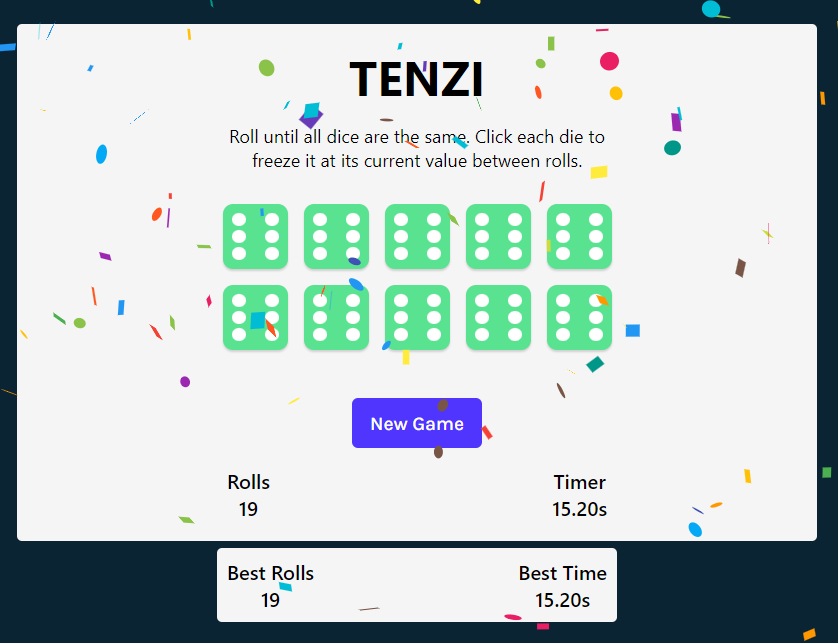 TENZI
Roll until all dice are the same. Click each die to
freeze it at its current value between rolls.
New Game
Rolls
19
Timer
15.20s
Best Rolls
19
Best Time
15.20s